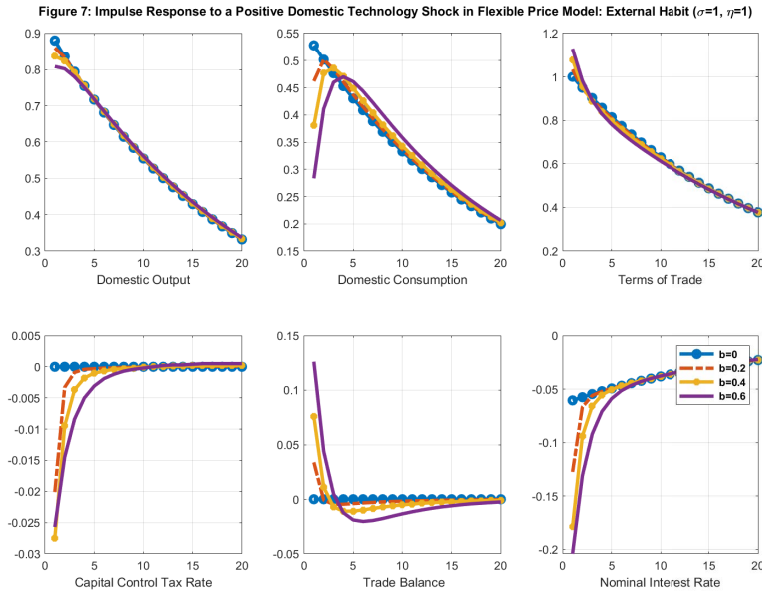 Figure 7: Impulse Response to a Positive Domestic Technology Shock in Flexible Price Model: External Habit (σ=1, η=1)
0.9
0.8
0.7
0.6
0.5
0.4
0.3
0 5 10 15 20
Domestic Output
0.55
0.5
0.45
0.4
0.35
0.3
0.25
0.2
0.15
0 5 10 15 20
Domestic Consumption
1.2
1
0.8
0.6
0.4
0.2
0 5 10 15 20
Terms of Trade
0.005
0
-0.005
-0.01
-0.015
-0.02
-0.025
-0.03
0 5 10 15 20
Capital Control Tax Rate
0.15
0.1
0.05
0
-0.05
0 5 10 15 20
Trade Balance
0
-0.05
-0.1
-0.15
-0.2
0 5 10 15 20
Nominal Interest Rate
b=0
b=0.2
b=0.4
b=0.6